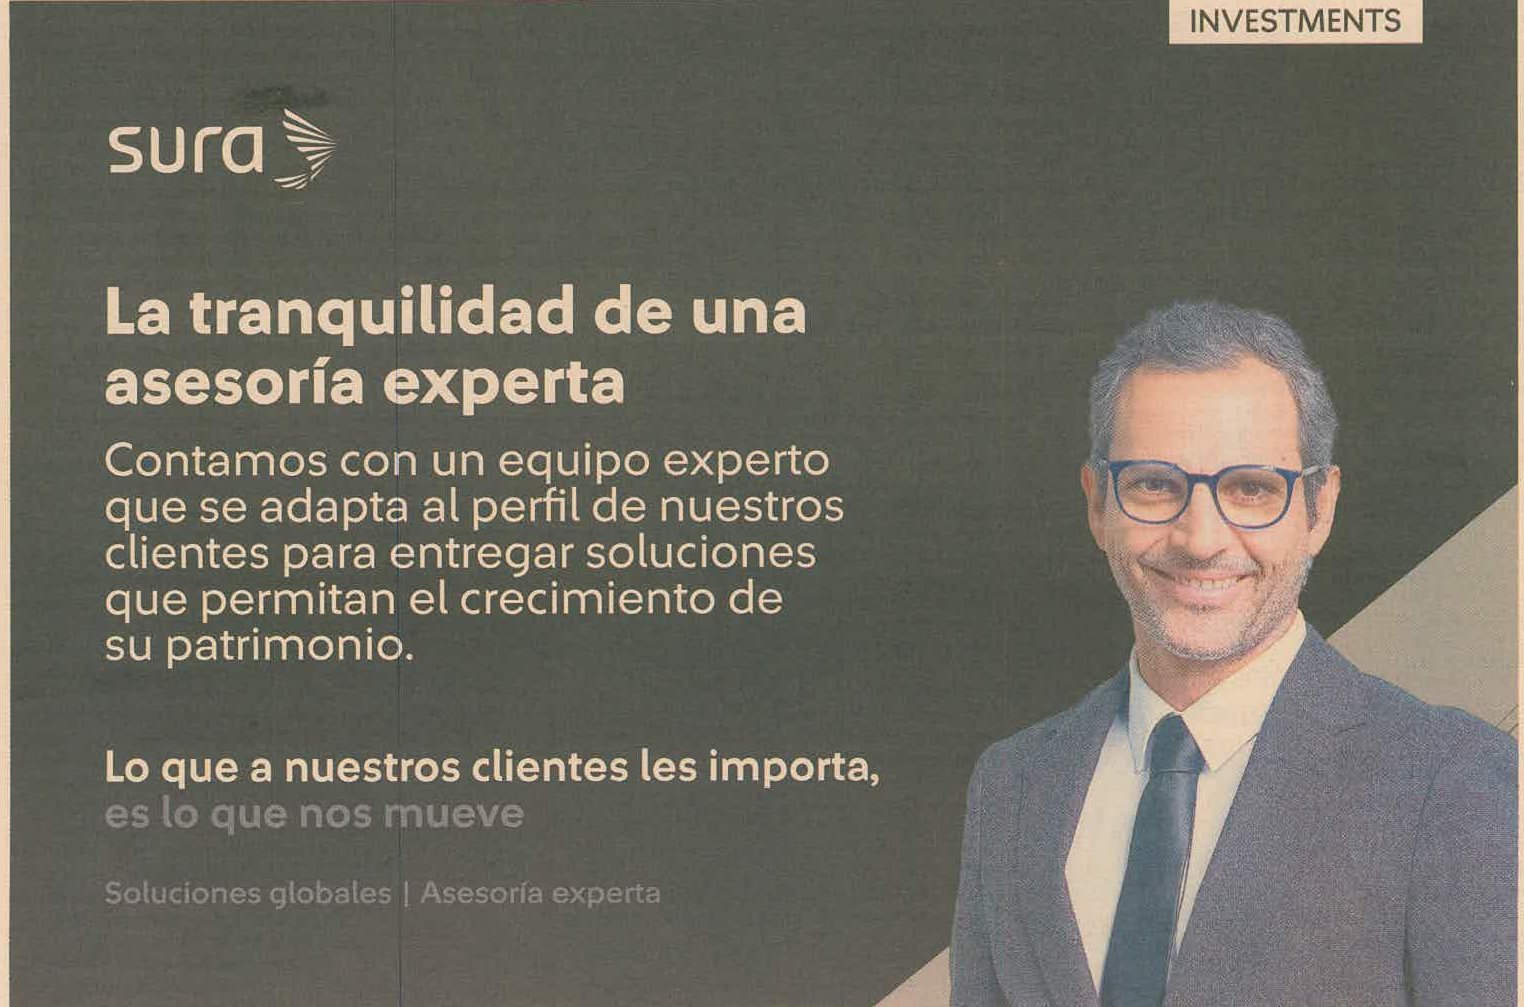 INVESTMENTS
sura
La tranquilidad de una
asesoría experta
Contamos con un equipo experto
que se adapta al perfil de nuestros
clientes para entregar soluciones
que permitan el crecimiento de
su patrimonio.
Lo que a nuestros clientes les importa,
es lo que nos mueve
Soluciones globales | Asesoría experta